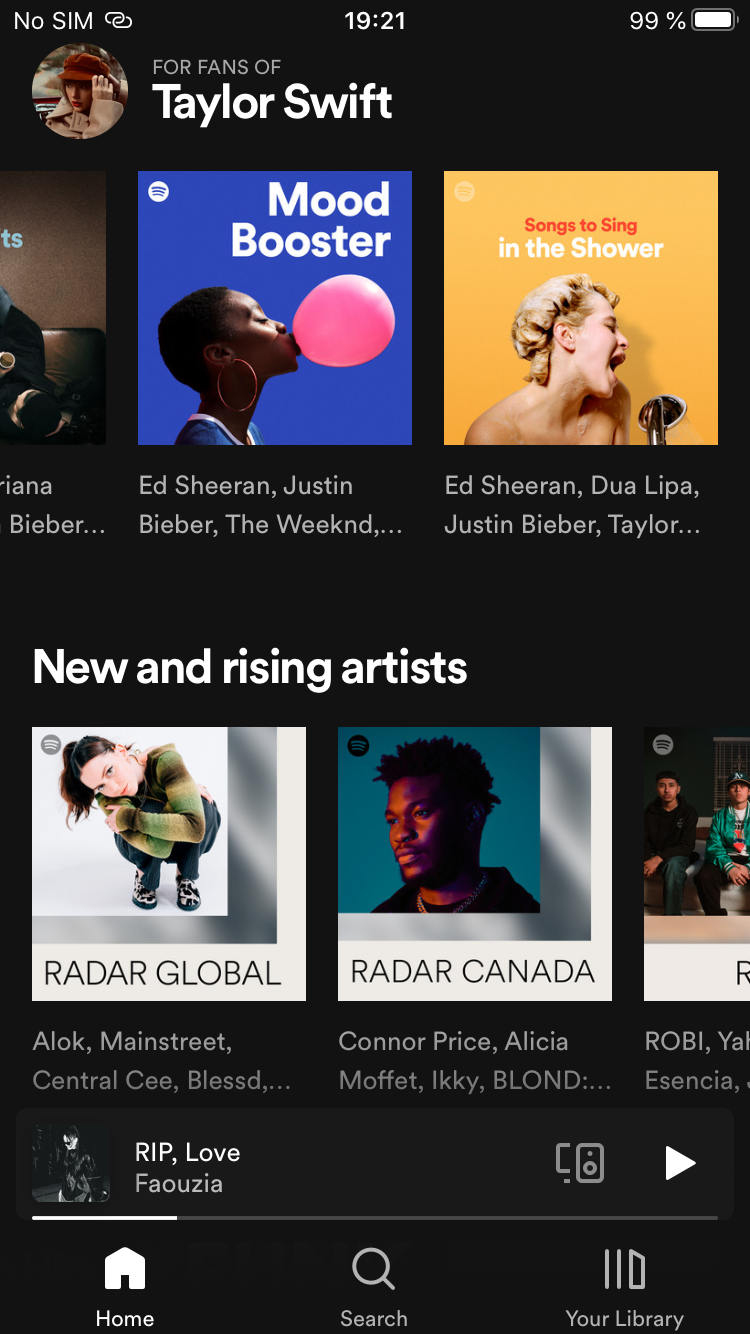 No SIM
19:21
99 %
FOR FANS OF
Taylor Swift
ts
Mood
Booster
Songs to Sing
in the Shower
riana
Bieber…
Ed Sheeran, Justin
Bieber, The Weeknd,…
Ed Sheeran, Dua Lipa,
Justin Bieber, Taylor…
New and rising artists
RADAR GLOBAL
RADAR CANADA
R
Alok, Mainstreet,
Central Cee, Blessd,…
Connor Price, Alicia
Moffet, Ikky, BLOND:…
ROBI, Yah
Esencia,
RIP, Love
Faouzia
Home
Search
Your Library